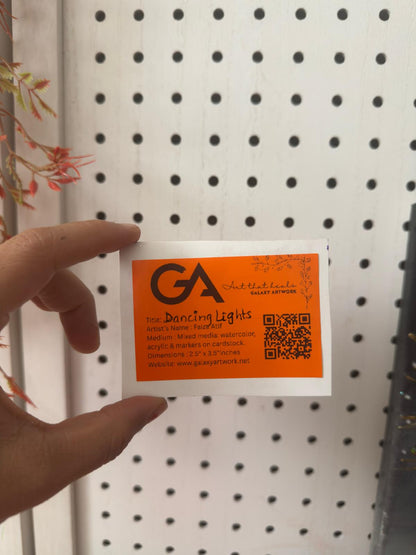 GA
Art that heals
GALAXY ARTWORK
Title: Dancing Lights
Artist's Name : Faiza Atif
Medium : Mixed media: watercolor,
acrylic & markers on cardstock.
Dimensions : 2.5" x 3.5" inches
Website: www.galaxyartwork.net